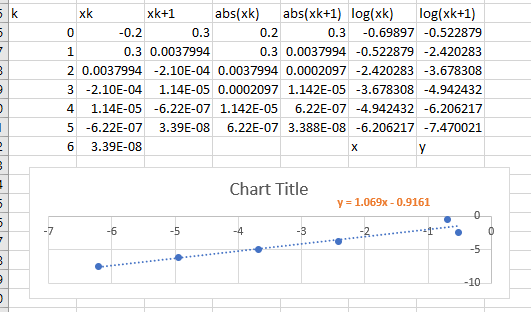 k xk xk+1 abs(xk) abs(xk+1) log(xk) log(xk+1)
0 -0.2 0.3 0.2 0.3 -0.69897 -0.522879
1 0.3 0.0037994 0.3 0.0037994 -0.522879 -2.420283
2 0.0037994 -2.10E-04 0.0037994 0.0002097 -2.420283 -3.678308
3 -2.10E-04 1.14E-05 0.0002097 1.142E-05 -3.678308 -4.942432
4 1.14E-05 -6.22E-07 1.142E-05 6.22E-07 -4.942432 -6.206217
5 -6.22E-07 3.39E-08 6.22E-07 3.388E-08 -6.206217 -7.470021
6 3.39E-08 x y
Chart Title
y = 1.069x - 0.9161
0
-7 -6 -5 -4 -3 -2 -1 0
-5
-10